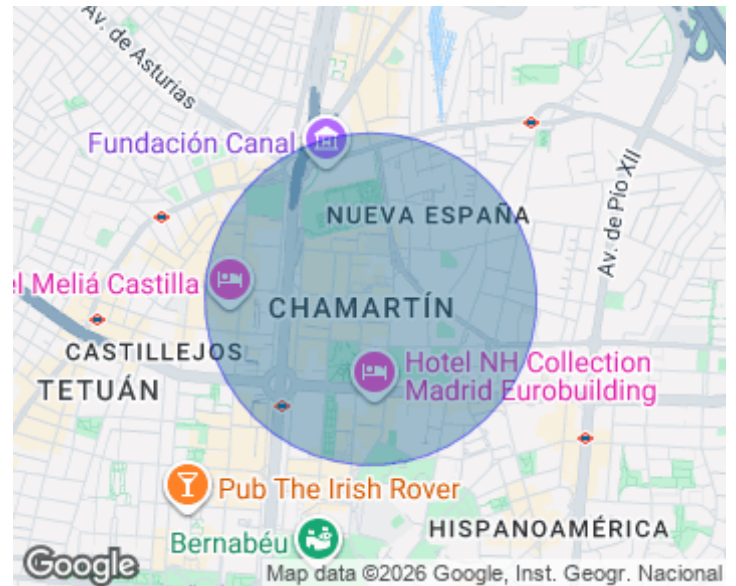 Av. de Asturias
Fundación Canal
NUEVA ESPAÑA
Av. de Pío XII
el Meliá Castilla
CHAMARTÍN
CASTILLEJOS
TETUÁN
Hotel NH Collection
Madrid Eurobuilding
Pub The Irish Rover
Bernabéu
HISPANOAMÉRICA
Google
Map data ©2026 Google, Inst. Geogr. Nacional